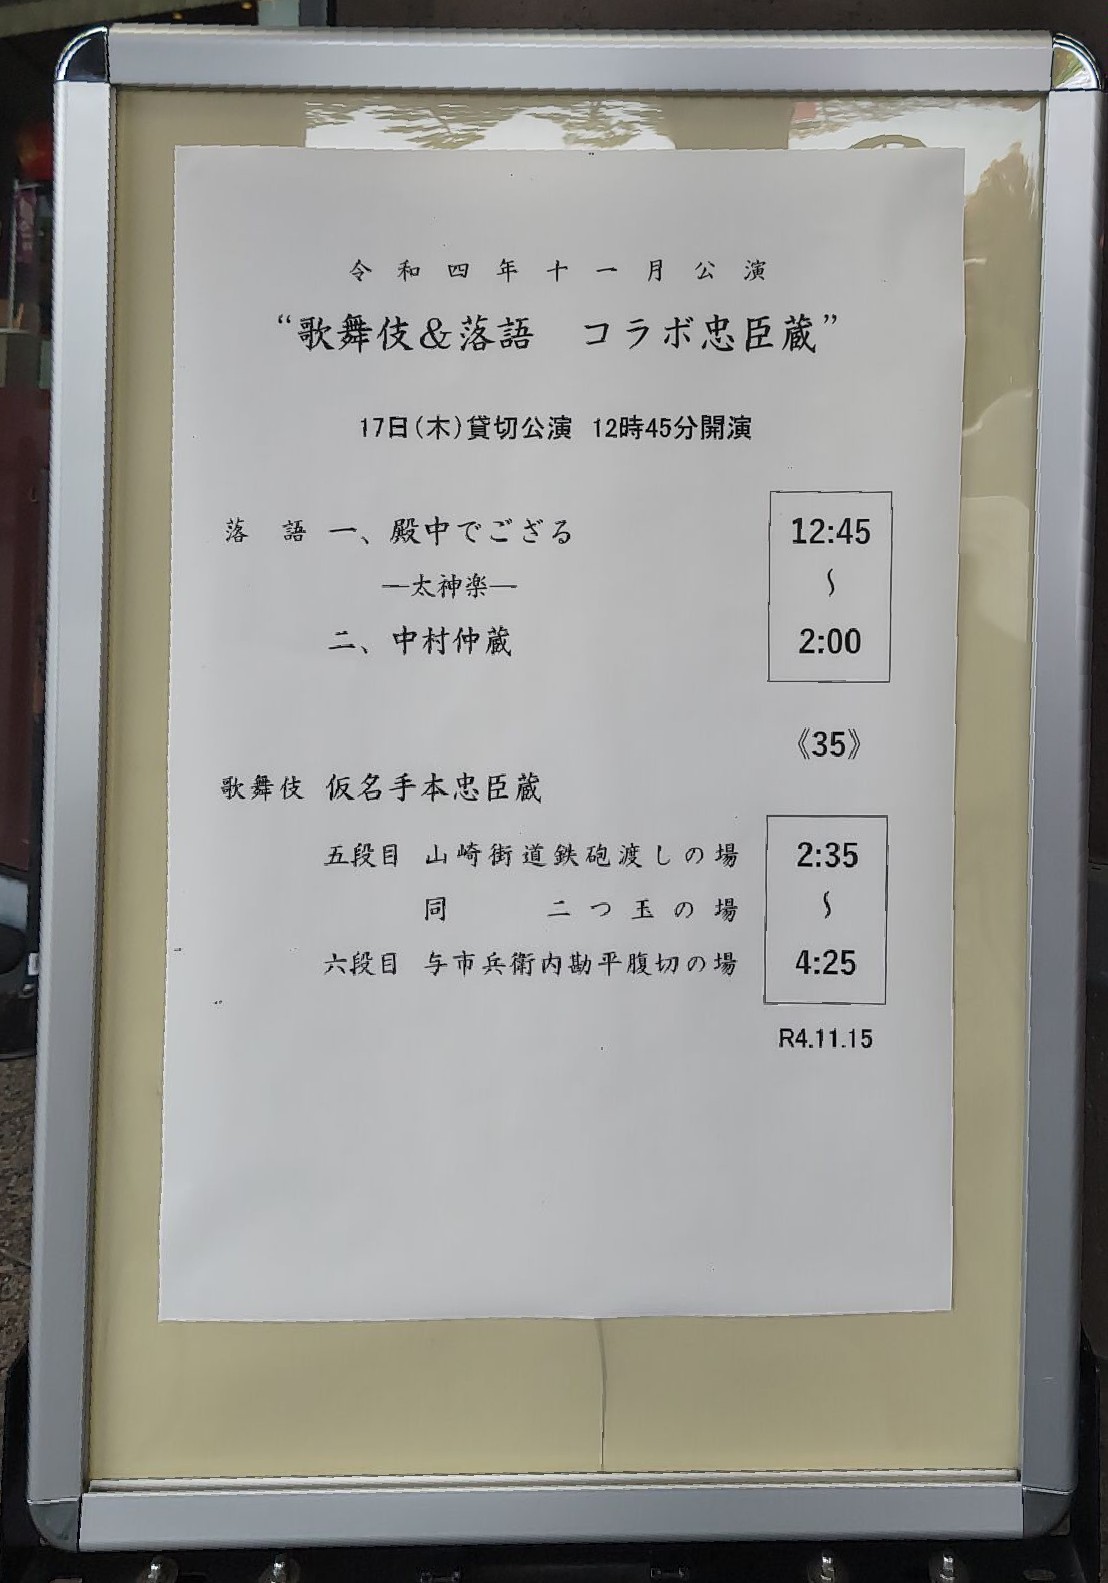 令和四年十一月公演
“歌舞伎＆落語　コラボ忠臣蔵”
17日(木)貸切公演 12時45分開演
落語 一、殿中でござる 12:45
―太神楽― 〜
二、中村仲蔵 2:00
《35》
歌舞伎 仮名手本忠臣蔵
五段目 山崎街道鉄砲渡しの場 2:35
同 二つ玉の場 〜
六段目 与市兵衛内勘平腹切の場 4:25
R4.11.15